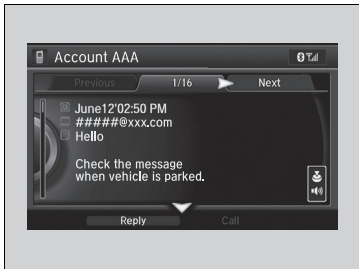 Account AAA
Previous 1/16 Next
June12'02:50 PM
#####@xxx.com
Hello
Check the message
when vehicle is parked.
Reply Call